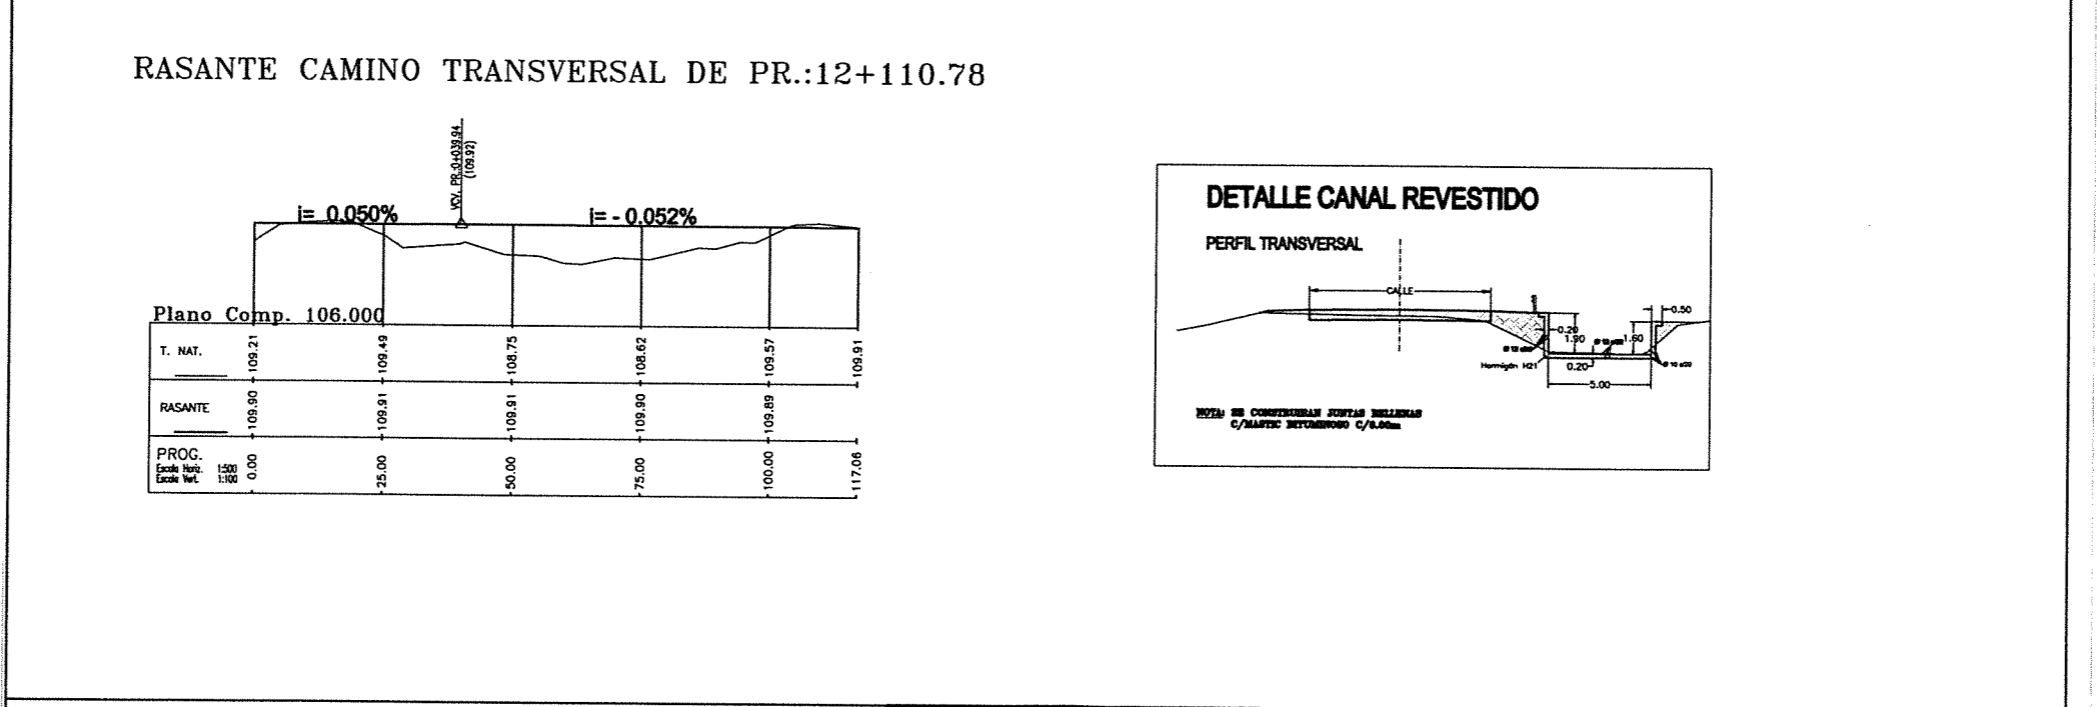 RASANTE CAMINO TRANSVERSAL DE PR.:12+110.78
VCV. PR.:0+039.94
(109.92)
i= 0.050%
i= - 0.052%
Plano Comp. 106.000
T. NAT. 109.21 109.49 108.75 108.62 109.57 109.91
RASANTE 109.90 109.91 109.91 109.90 109.89
PROG. 0.00 25.00 50.00 75.00 100.00 117.06
Escala Horiz. 1:500
Escala Vert. 1:100
DETALLE CANAL REVESTIDO
PERFIL TRANSVERSAL
CALLE
0.50
0.20
1.90
1.60
Hormigón H21
0.20
5.00
NOTA: SE CONSTRUIRAN JUNTAS RELLENAS
C/MASTIC BITUMINOSO C/6.00m